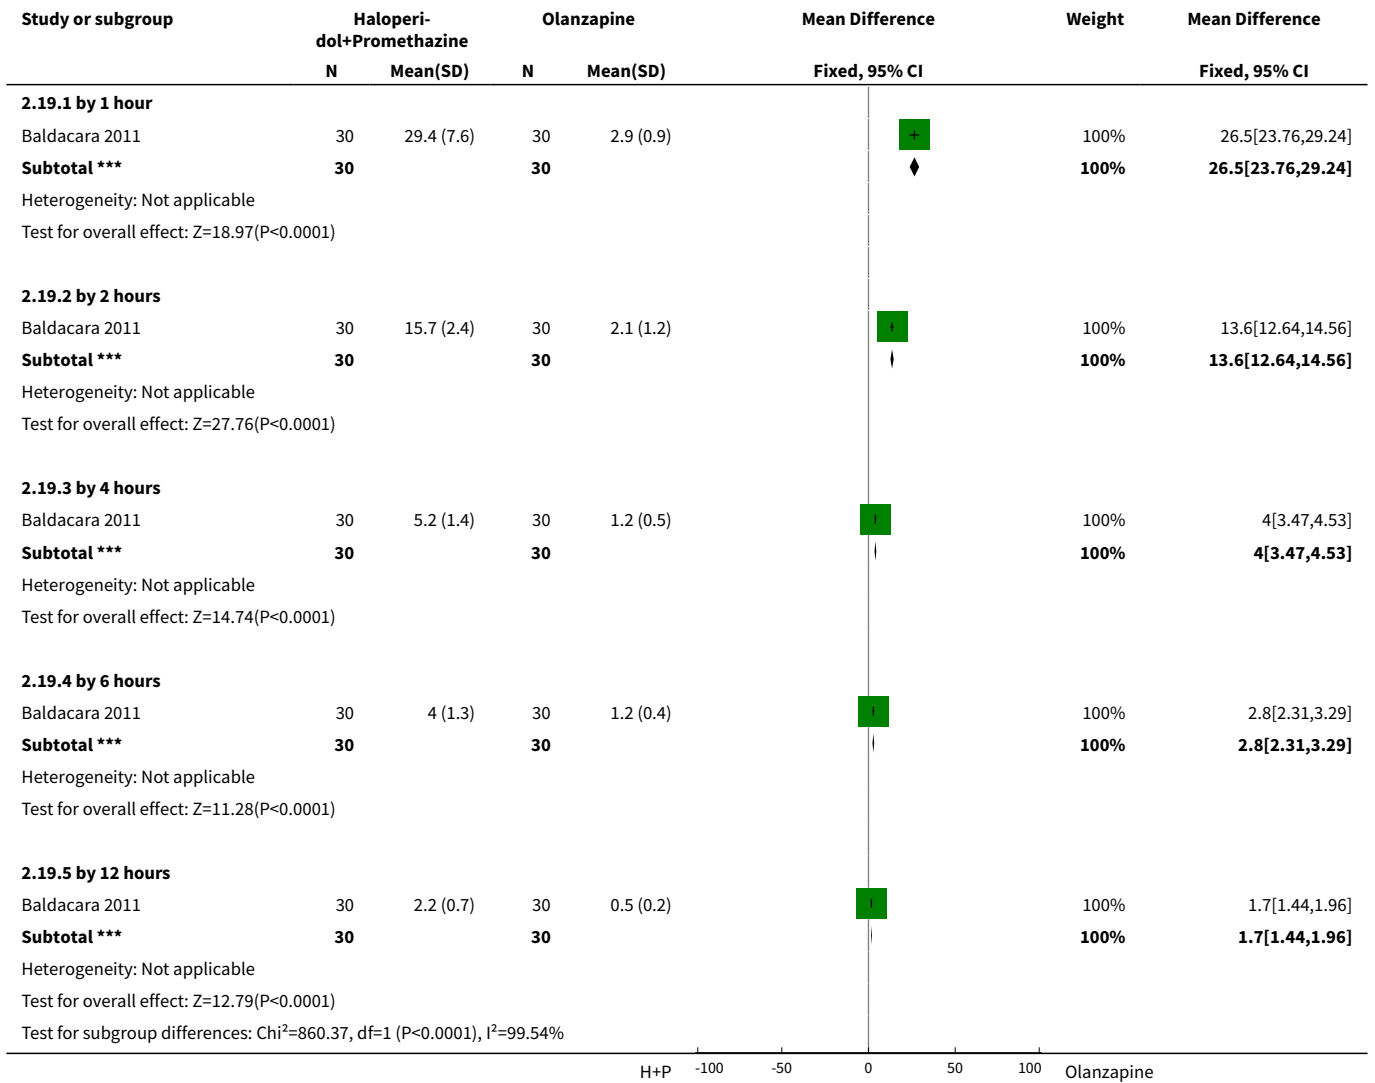 Study or subgroup Haloperi- Olanzapine Mean Difference Weight Mean Difference
dol+Promethazine
N Mean(SD) N Mean(SD) Fixed, 95% CI Fixed, 95% CI
2.19.1 by 1 hour
Baldacara 2011 30 29.4 (7.6) 30 2.9 (0.9) 100% 26.5[23.76,29.24]
Subtotal *** 30 30 100% 26.5[23.76,29.24]
Heterogeneity: Not applicable
Test for overall effect: Z=18.97(P<0.0001)
2.19.2 by 2 hours
Baldacara 2011 30 15.7 (2.4) 30 2.1 (1.2) 100% 13.6[12.64,14.56]
Subtotal *** 30 30 100% 13.6[12.64,14.56]
Heterogeneity: Not applicable
Test for overall effect: Z=27.76(P<0.0001)
2.19.3 by 4 hours
Baldacara 2011 30 5.2 (1.4) 30 1.2 (0.5) 100% 4[3.47,4.53]
Subtotal *** 30 30 100% 4[3.47,4.53]
Heterogeneity: Not applicable
Test for overall effect: Z=14.74(P<0.0001)
2.19.4 by 6 hours
Baldacara 2011 30 4 (1.3) 30 1.2 (0.4) 100% 2.8[2.31,3.29]
Subtotal *** 30 30 100% 2.8[2.31,3.29]
Heterogeneity: Not applicable
Test for overall effect: Z=11.28(P<0.0001)
2.19.5 by 12 hours
Baldacara 2011 30 2.2 (0.7) 30 0.5 (0.2) 100% 1.7[1.44,1.96]
Subtotal *** 30 30 100% 1.7[1.44,1.96]
Heterogeneity: Not applicable
Test for overall effect: Z=12.79(P<0.0001)
Test for subgroup differences: Chi²=860.37, df=1 (P<0.0001), I²=99.54%
H+P -100 -50 0 50 100 Olanzapine